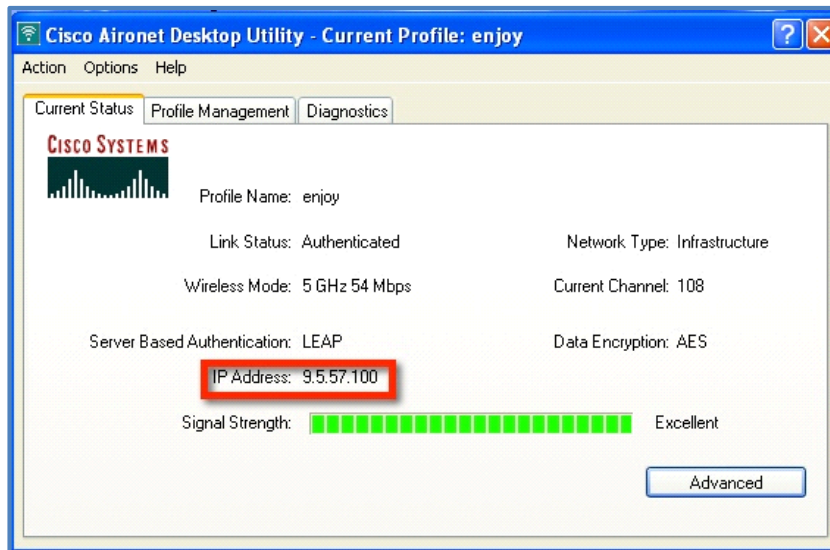 Cisco Aironet Desktop Utility - Current Profile: enjoy
Action Options Help
Current Status Profile Management Diagnostics
CISCO SYSTEMS
Profile Name: enjoy
Link Status: Authenticated Network Type: Infrastructure
Wireless Mode: 5 GHz 54 Mbps Current Channel: 108
Server Based Authentication: LEAP Data Encryption: AES
IP Address: 9.5.57.100
Signal Strength: Excellent
Advanced